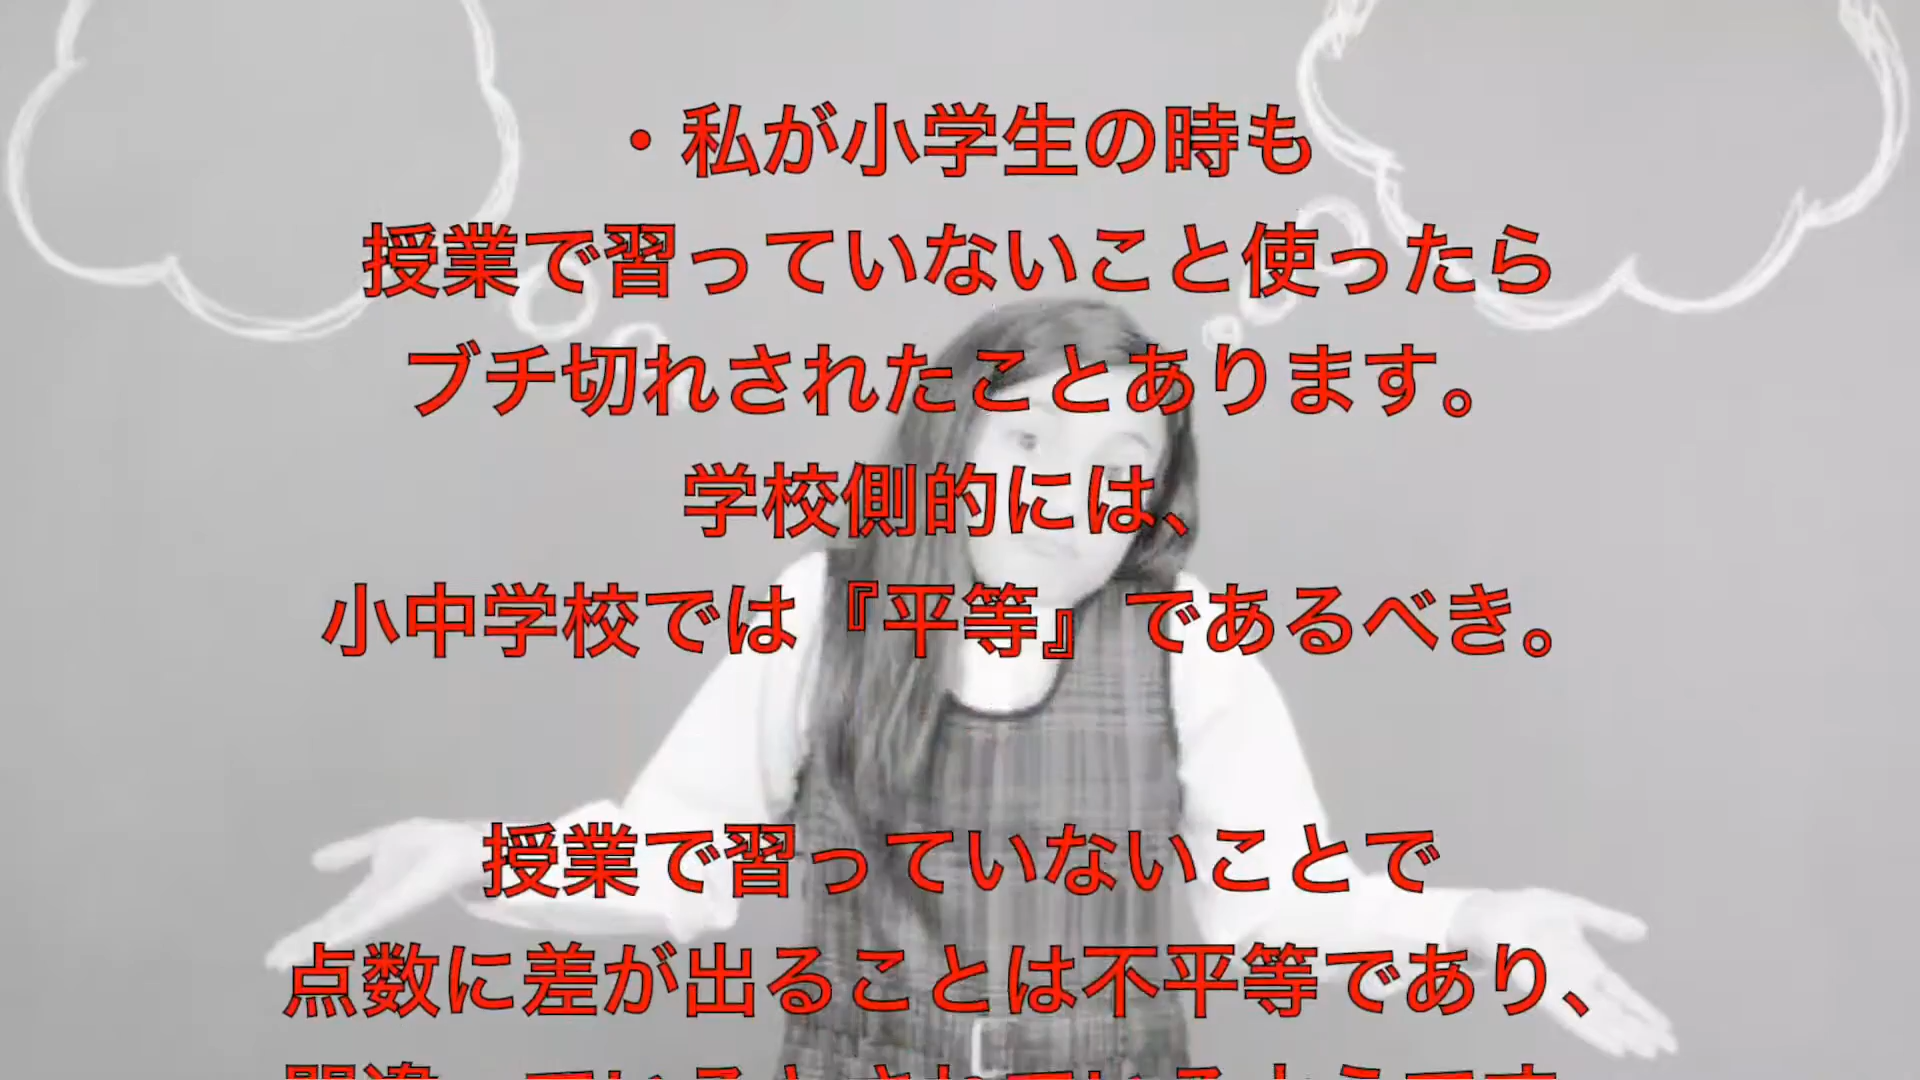 ・私が小学生の時も
授業で習っていないこと使ったら
ブチ切れされたことあります。
学校側的には、
小中学校では『平等』であるべき。
授業で習っていないことで
点数に差が出ることは不平等であり、